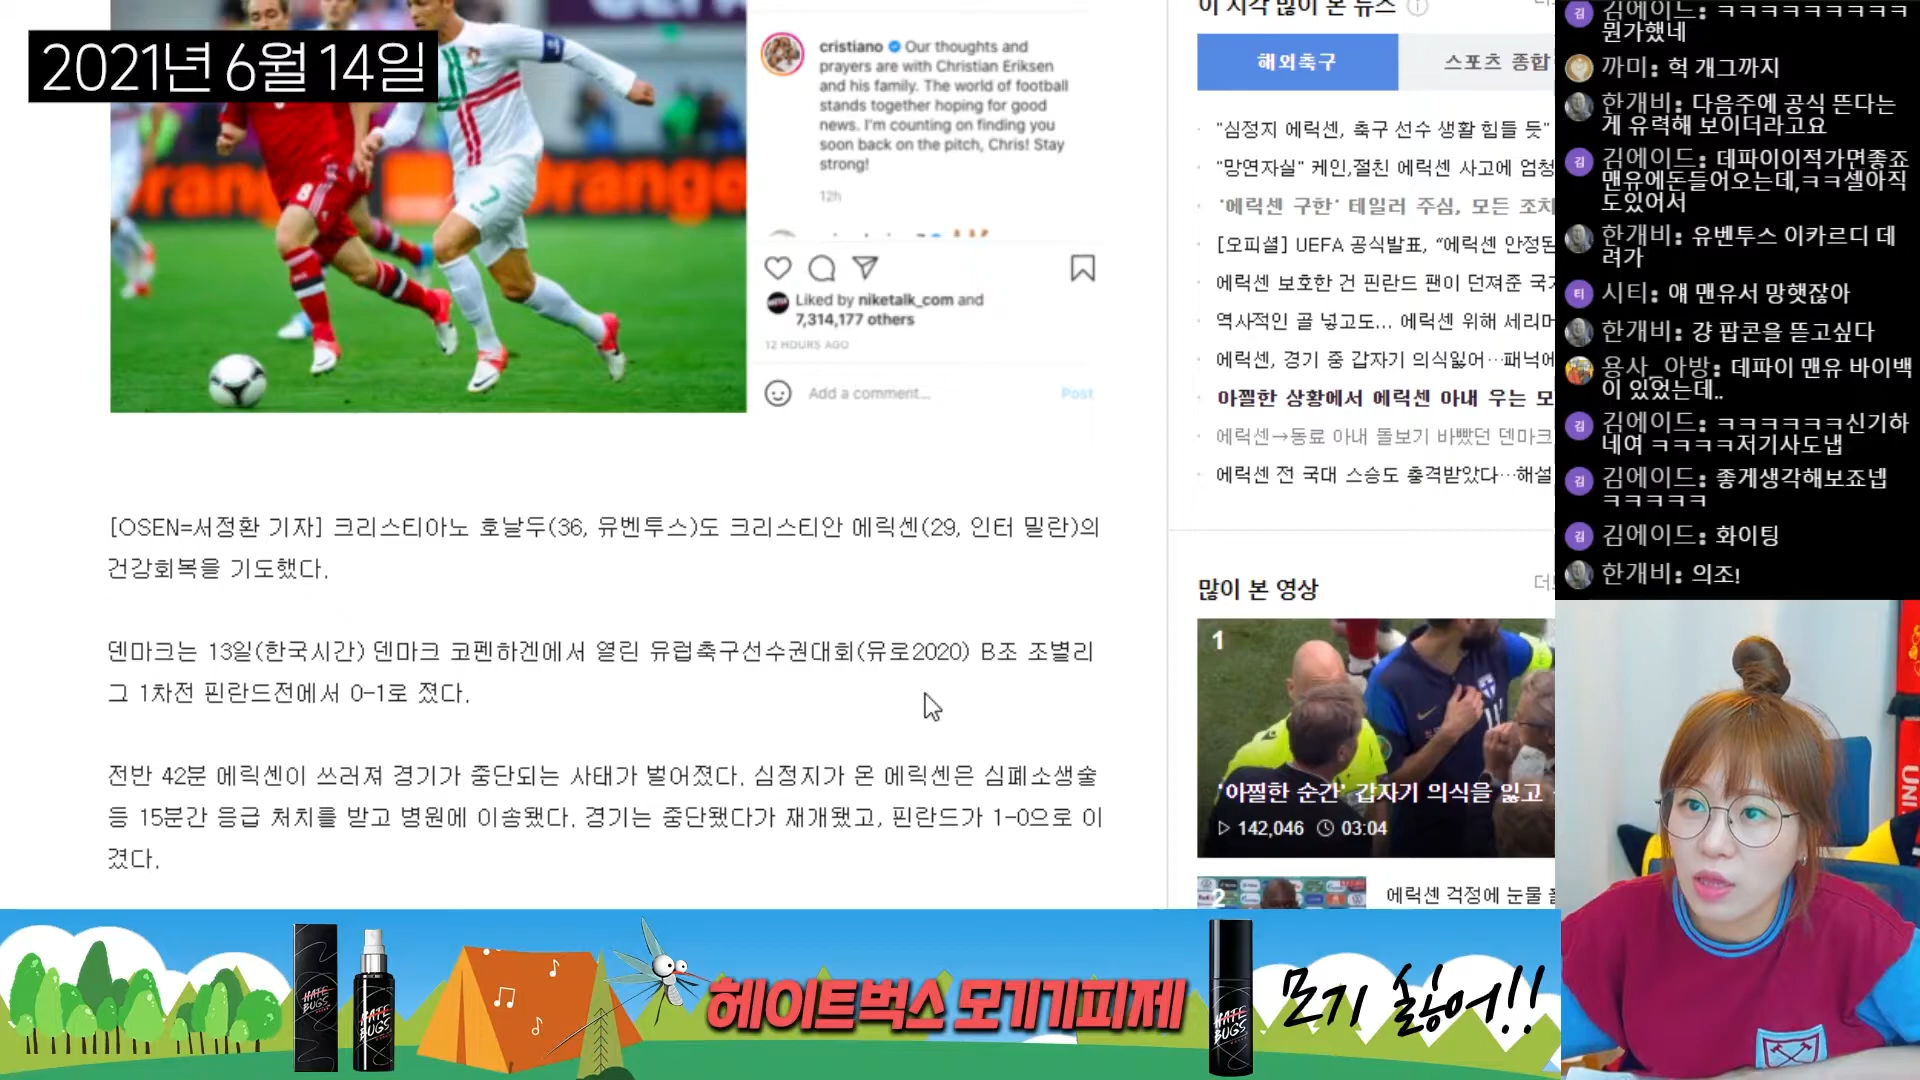 2021년 6월 14일
cristiano Our thoughts and
prayers are with Christian Eriksen
and his family. The world of football
stands together hoping for good
news. I'm counting on finding you
soon back on the pitch, Chris! Stay
strong!
12h
Liked by niketalk_com and
7,314,177 others
12 HOURS AGO
Add a comment...
Post
[OSEN=서정환 기자] 크리스티아노 호날두(36, 유벤투스)도 크리스티안 에릭센(29, 인터 밀란)의
건강회복을 기도했다.
덴마크는 13일(한국시간) 덴마크 코펜하겐에서 열린 유럽축구선수권대회(유로2020) B조 조별리
그 1차전 핀란드전에서 0-1로 졌다.
전반 42분 에릭센이 쓰러져 경기가 중단되는 사태가 벌어졌다. 심정지가 온 에릭센은 심폐소생술
등 15분간 응급 처치를 받고 병원에 이송됐다. 경기는 중단됐다가 재개됐고, 핀란드가 1-0으로 이
겼다.
이 시각 많이 본 뉴스
해외축구
스포츠 종합
"심정지 에릭센, 축구 선수 생활 힘들 듯"
"망연자실" 케인,절친 에릭센 사고에 엄청
'에릭센 구한' 테일러 주심, 모든 조치
[오피셜] UEFA 공식발표, “에릭센 안정된
에릭센 보호한 건 핀란드 팬이 던져준 국기
역사적인 골 넣고도... 에릭센 위해 세리머
에릭센, 경기 중 갑자기 의식잃어…패닉에
아찔한 상황에서 에릭센 아내 우는 모
에릭센→동료 아내 돌보기 바빴던 덴마크
에릭센 전 국대 스승도 충격받았다…해설
많이 본 영상
1
'아찔한 순간' 갑자기 의식을 잃고
142,046 03:04
2
에릭센 걱정에 눈물
김에이드: ㅋㅋㅋㅋㅋㅋㅋㅋㅋ
뭔가했네
까미: 헉 개그까지
한개비: 다음주에 공식 뜬다는
게 유력해 보이더라고요
김에이드: 데파이이적가면좋죠
맨유에돈들어오는데,ㅋㅋ셀아직
도있어서
한개비: 유벤투스 이카르디 데
려가
시티: 얘 맨유서 망햇잖아
한개비: 걍 팝콘을 뜯고싶다
용사_아방: 데파이 맨유 바이백
이 있었는데..
김에이드: ㅋㅋㅋㅋㅋㅋ신기하
네여 ㅋㅋㅋㅋ저기사도냅
김에이드: 좋게생각해보죠넵
ㅋㅋㅋㅋㅋ
김에이드: 화이팅
한개비: 의조!
헤이트벅스 모기기피제
모기 싫어!!
HATE
BUGS
HATE
BUGS
HATE
BUGS